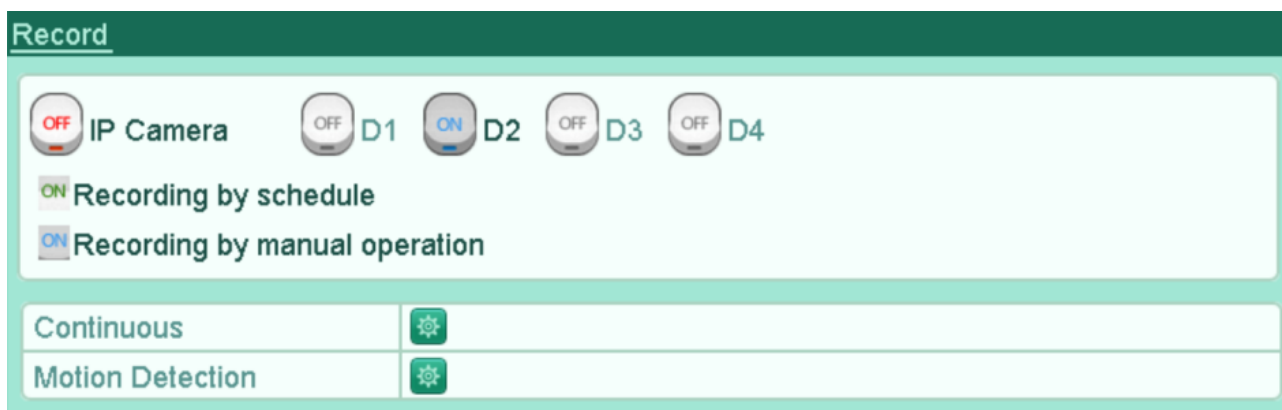 Record
OFF IP Camera OFF D1 ON D2 OFF D3 OFF D4
ON Recording by schedule
ON Recording by manual operation
Continuous
Motion Detection